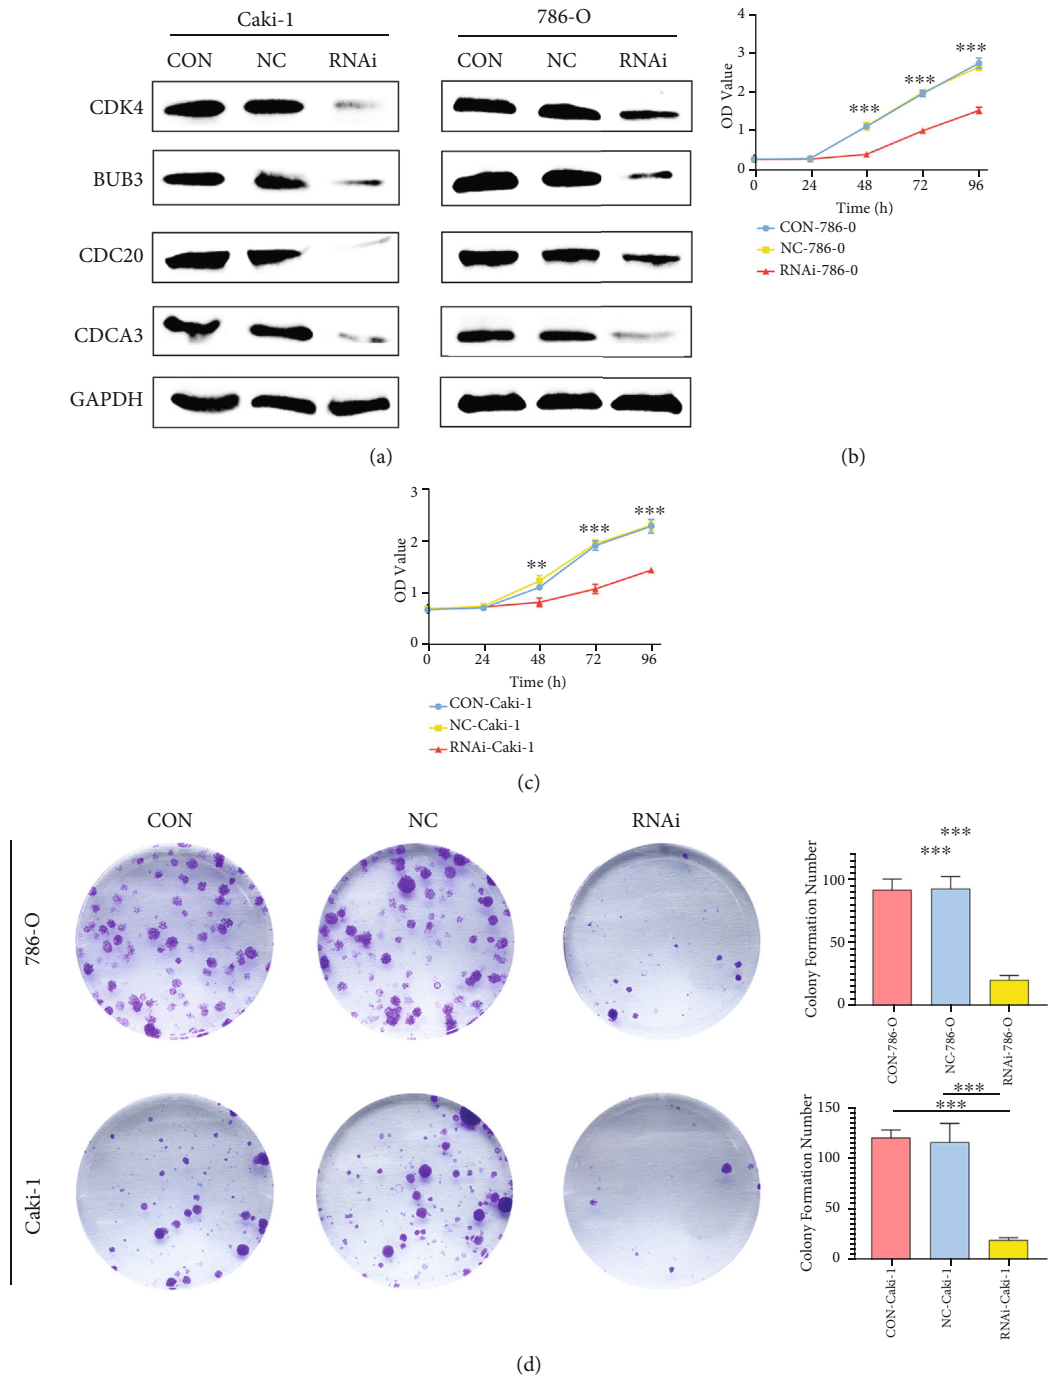 Caki-1
786-O
CON NC RNAi
CON NC RNAi
CDK4
BUB3
CDC20
CDCA3
GAPDH
(a)
4
3
2
1
0
OD Value
***
***
***
0 24 48 72 96
Time (h)
CON-786-0
NC-786-0
RNAi-786-0
(b)
3
2
1
0
OD Value
**
***
***
0 24 48 72 96
Time (h)
CON-Caki-1
NC-Caki-1
RNAi-Caki-1
(c)
CON NC RNAi
786-O
Caki-1
Colony Formation Number
100
50
0
***
***
CON-786-O
NC-786-O
RNAi-786-O
Colony Formation Number
150
100
50
0
***
***
CON-Caki-1
NC-Caki-1
RNAi-Caki-1
(d)